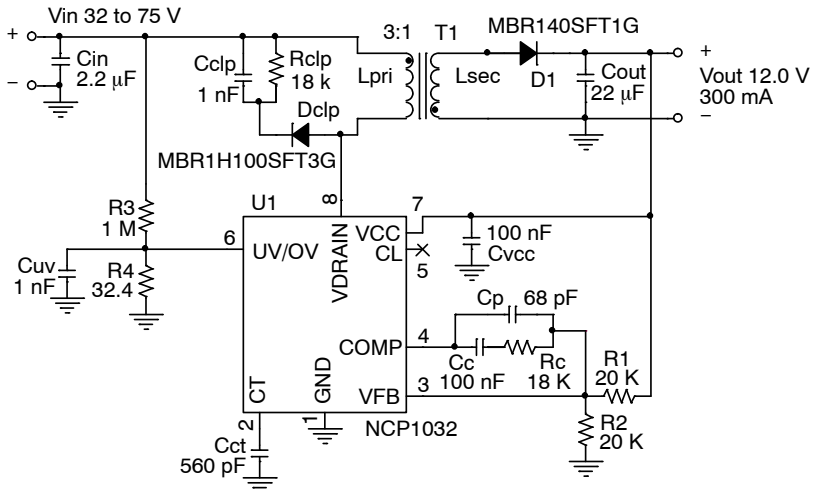 Vin 32 to 75 V
+
−
Cin
2.2 µF
Cclp
1 nF
Rclp
18 k
Dclp
MBR1H100SFT3G
3:1
T1
Lpri
Lsec
MBR140SFT1G
D1
Cout
22 µF
+
Vout 12.0 V
300 mA
−
R3
1 M
R4
32.4
Cuv
1 nF
U1
8
7
6
UV/OV
VDRAIN
VCC
CL
5
100 nF
Cvcc
COMP
4
Cp
68 pF
Cc
100 nF
Rc
18 K
R1
20 K
CT
GND
VFB
3
2
1
NCP1032
R2
20 K
Cct
560 pF